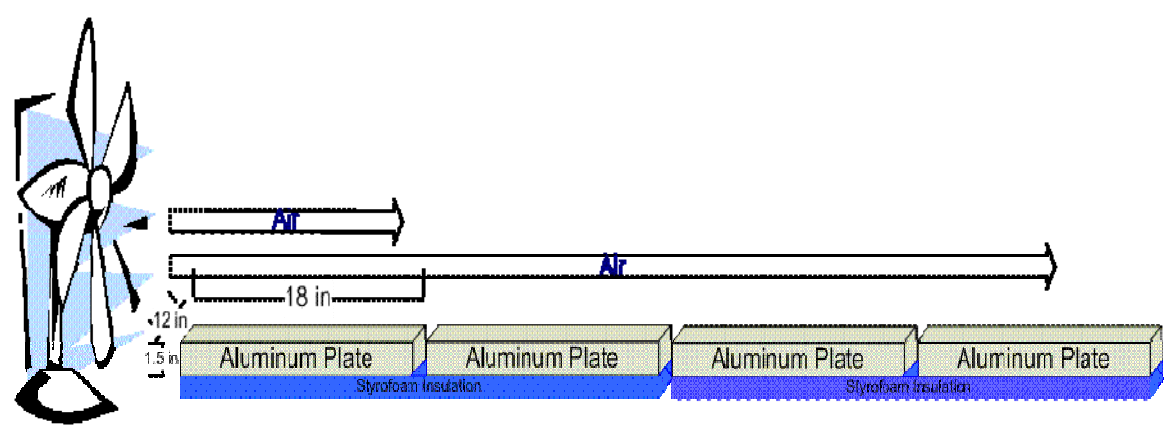 Air
Air
18 in
12 in
1.5 in
Aluminum Plate
Aluminum Plate
Aluminum Plate
Aluminum Plate
Styrofoam Insulation
Styrofoam Insulation